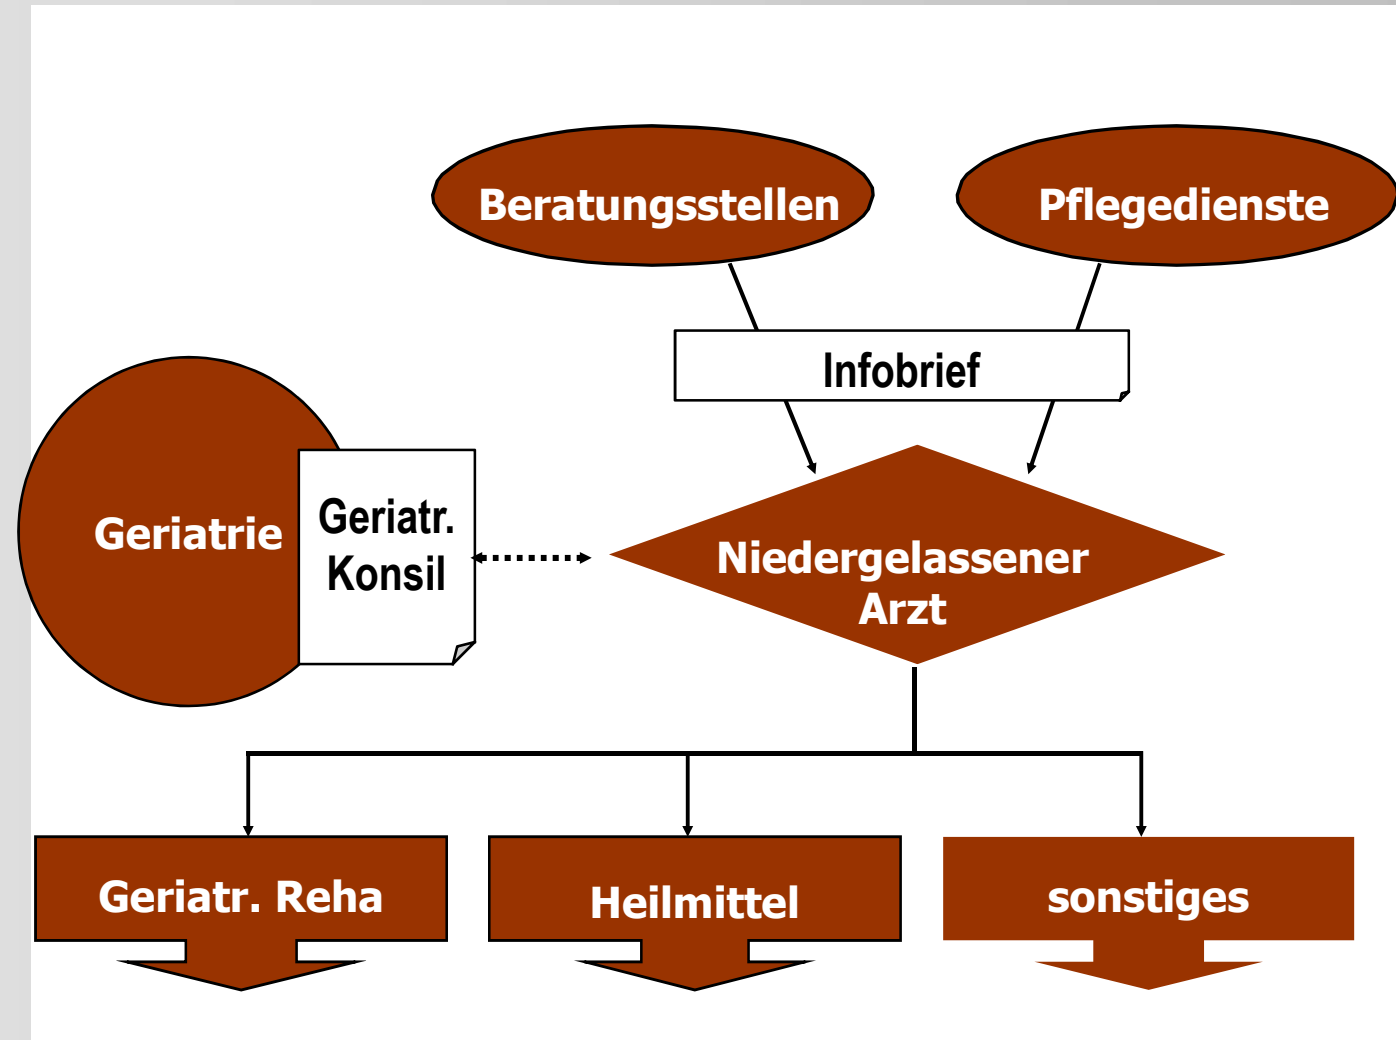 Beratungsstellen
Pflegedienste
Infobrief
Geriatrie
Geriatr.
Konsil
Niedergelassener
Arzt
Geriatr. Reha
Heilmittel
sonstiges